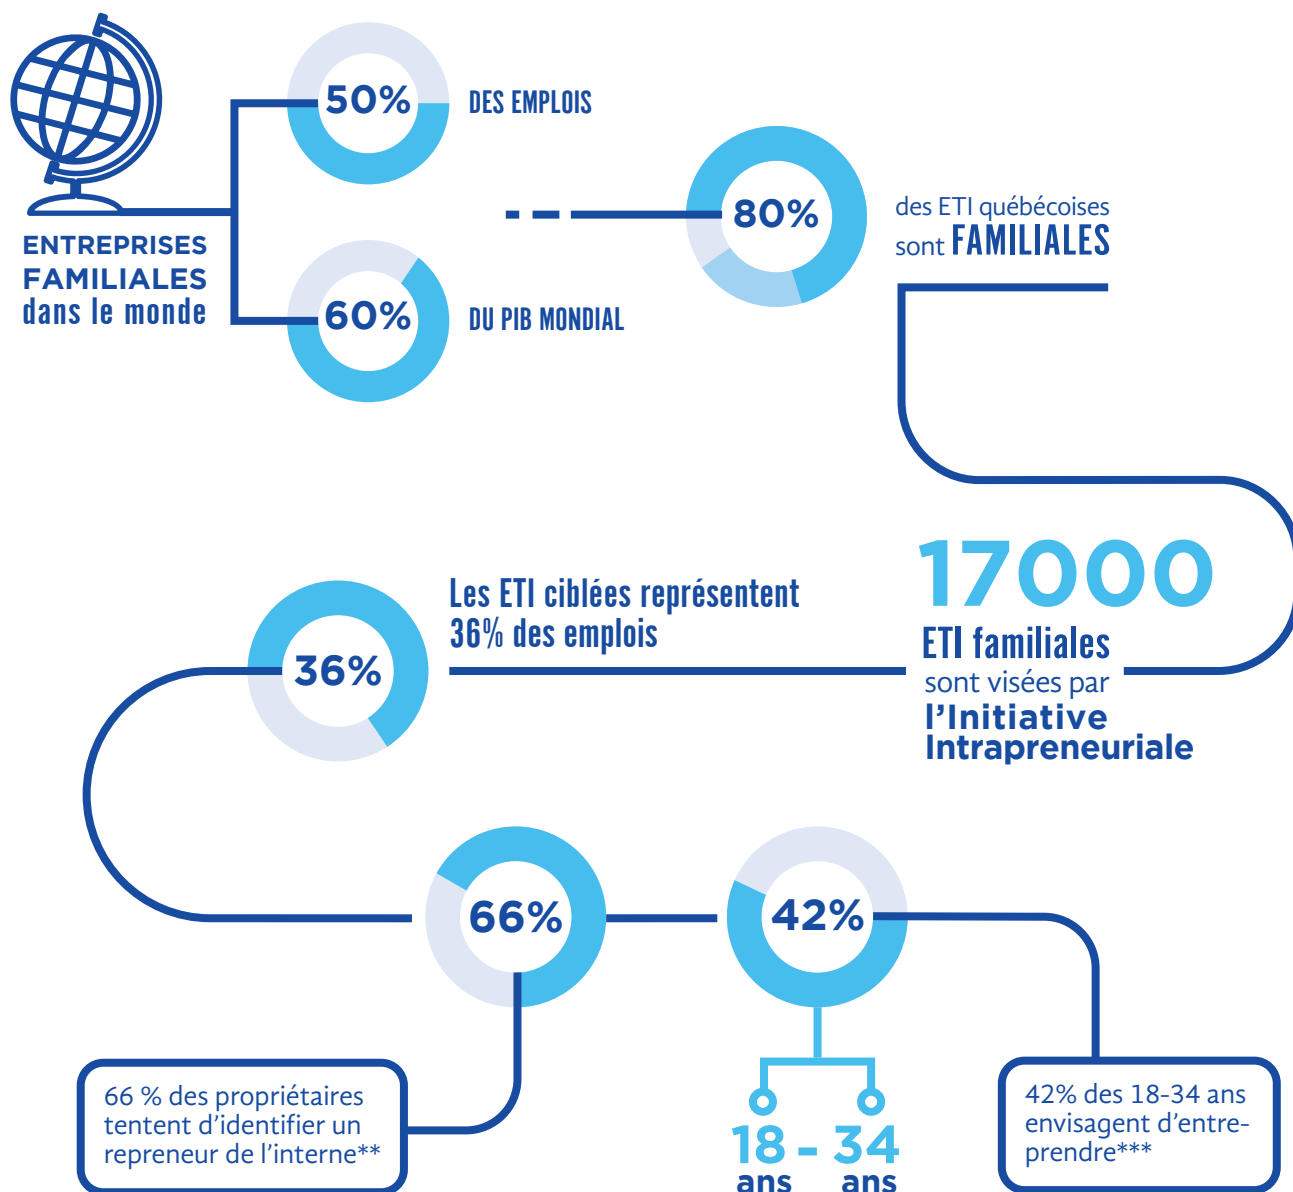 ENTREPRISES
FAMILIALES
dans le monde
50%
DES EMPLOIS
60%
DU PIB MONDIAL
80%
des ETI québécoises
sont FAMILIALES
17000
ETI familiales
sont visées par
l'Initiative
Intrapreneuriale
Les ETI ciblées représentent
36% des emplois
36%
66%
66 % des propriétaires
tentent d'identifier un
repreneur de l'interne**
42%
18 - 34
ans ans
42% des 18-34 ans
envisagent d'entre-
prendre***